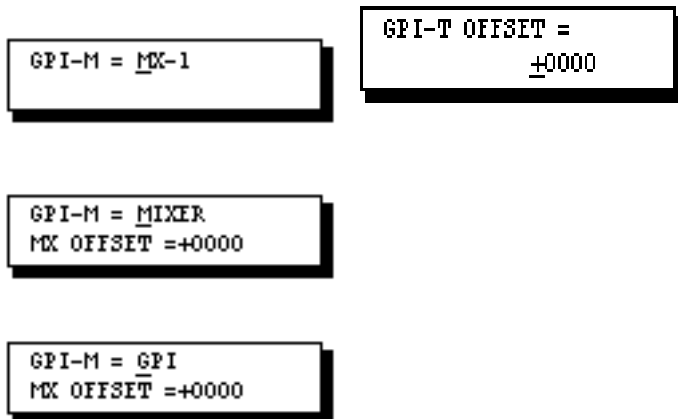 GPI-M = MX-1
GPI-T OFFSET =
+0000
GPI-M = MIXER
MX OFFSET =+0000
GPI-M = GPI
MX OFFSET =+0000